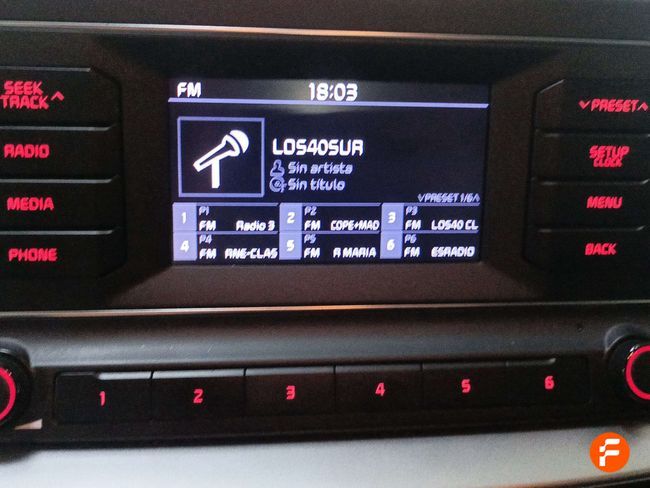 SEEK
TRACK
RADIO
MEDIA
PHONE
FM 18:03
LOS40SUR
Sin artista
Sin título
PRESET 1/6
1 P1 FM Radio 3
2 P2 FM COPE+MAD
3 P3 FM LOS40 CL
4 P4 FM RNE-CLAS
5 P5 FM R MARIA
6 P6 FM ESRADIO
PRESET
SETUP
CLOCK
MENU
BACK
1 2 3 4 5 6
F